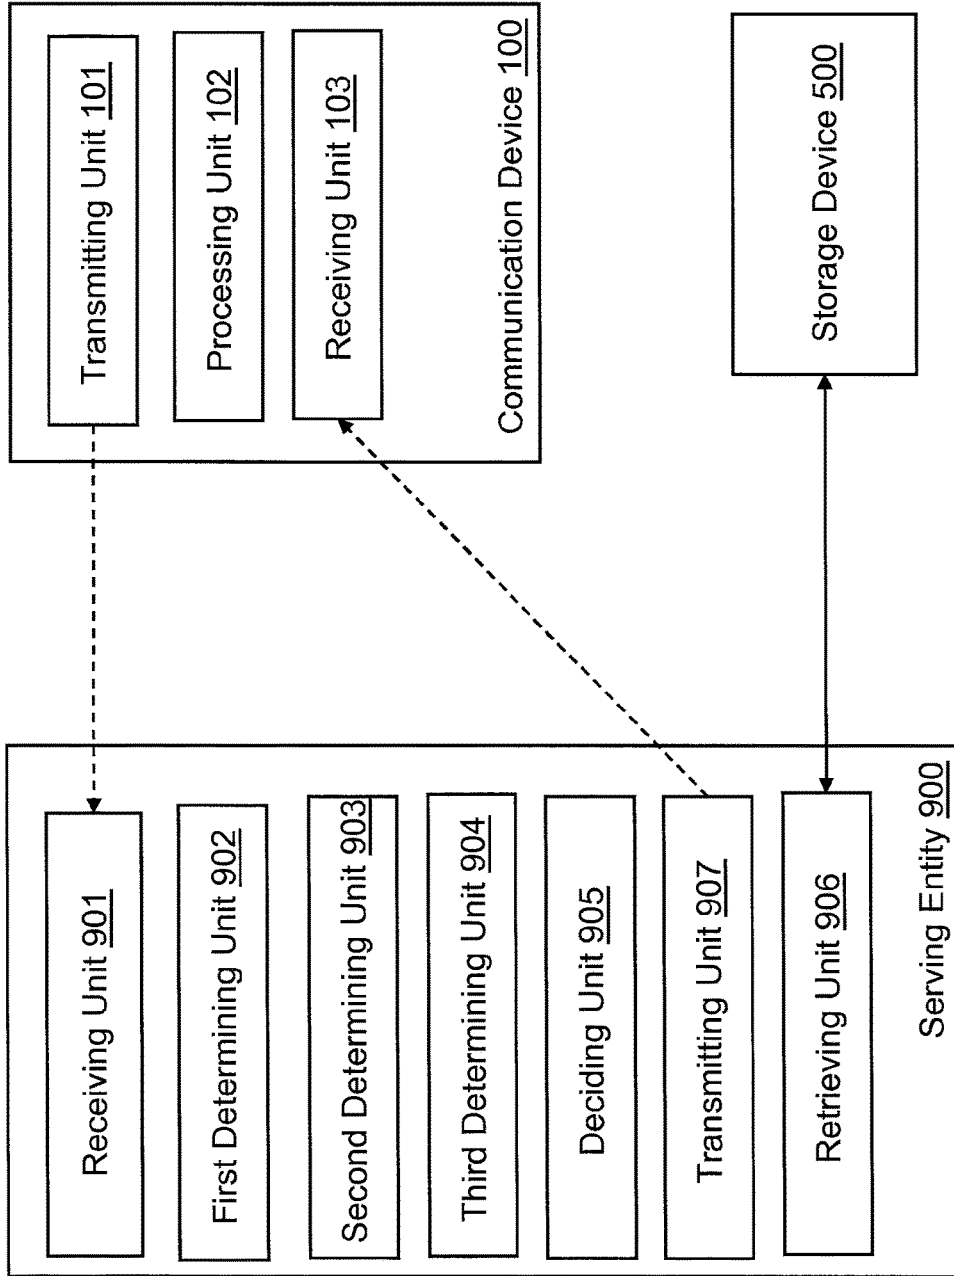 Receiving Unit 901
First Determining Unit 902
Second Determining Unit 903
Third Determining Unit 904
Deciding Unit 905
Transmitting Unit 907
Retrieving Unit 906
Serving Entity 900
Transmitting Unit 101
Processing Unit 102
Receiving Unit 103
Communication Device 100
Storage Device 500